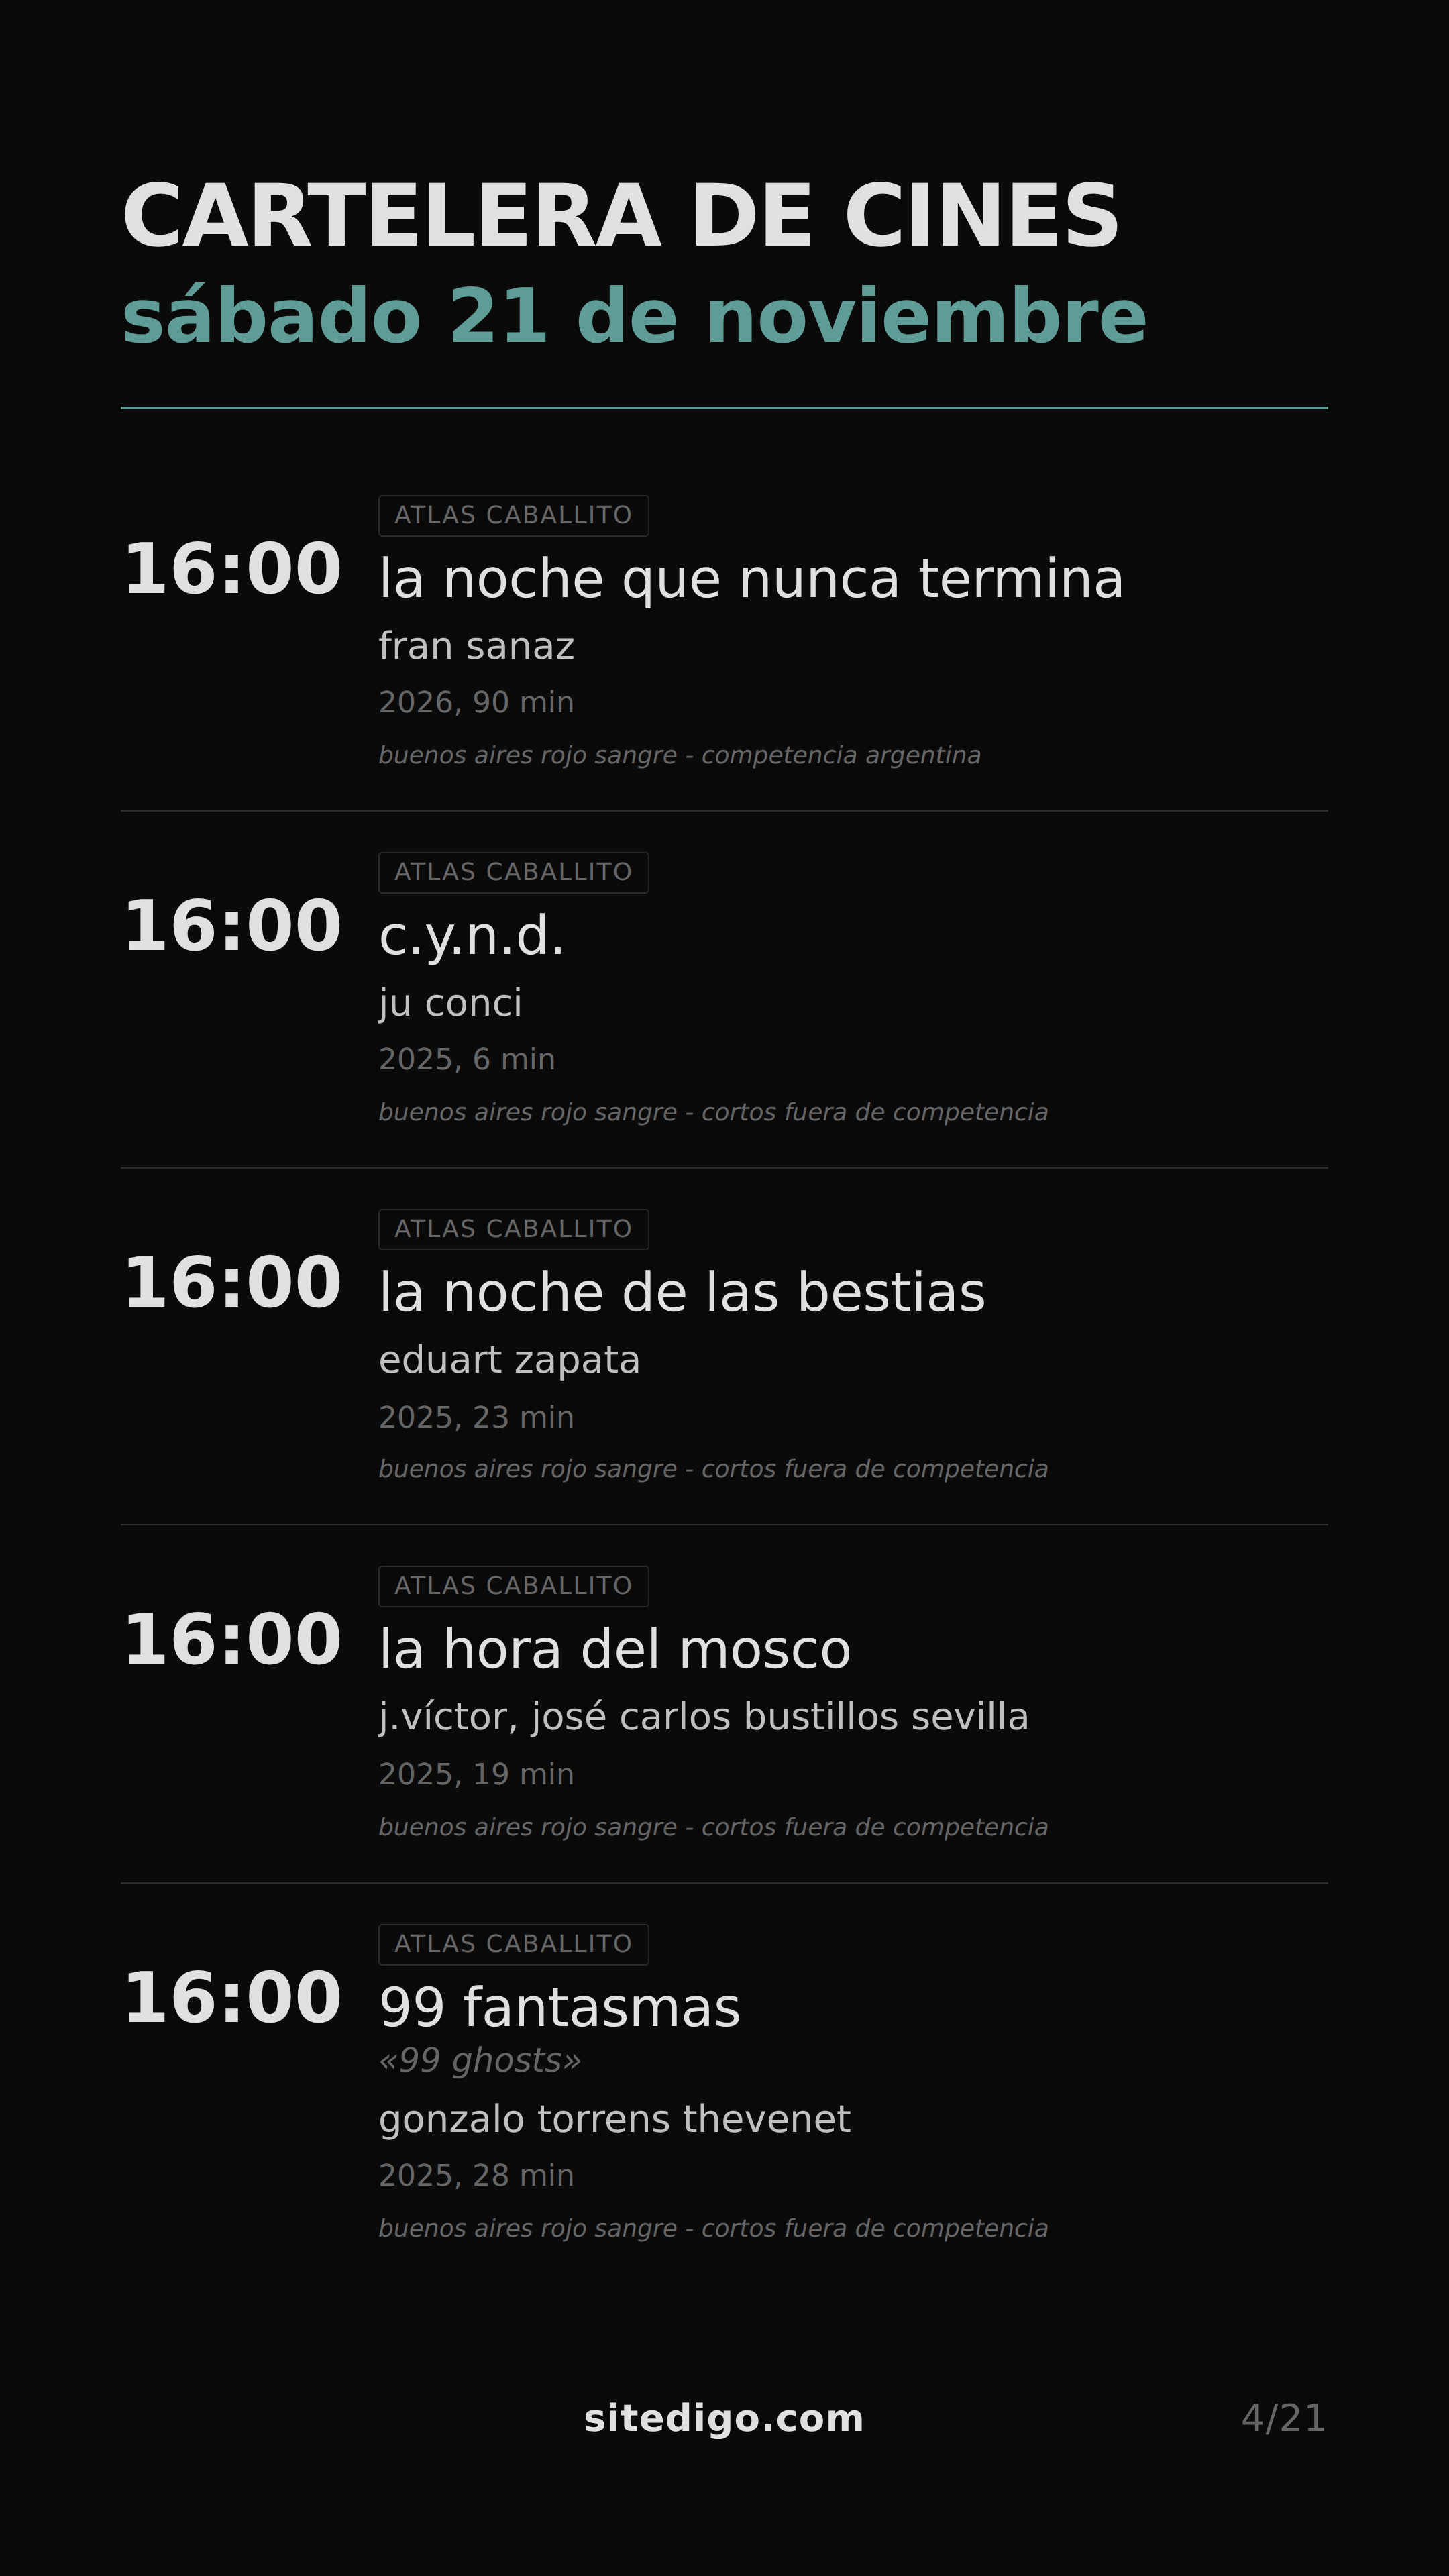 CARTELERA DE CINES
sábado 21 de noviembre
ATLAS CABALLITO
16:00
la noche que nunca termina
fran sanaz
2026, 90 min
buenos aires rojo sangre - competencia argentina
ATLAS CABALLITO
16:00
c.y.n.d.
ju conci
2025, 6 min
buenos aires rojo sangre - cortos fuera de competencia
ATLAS CABALLITO
16:00
la noche de las bestias
eduart zapata
2025, 23 min
buenos aires rojo sangre - cortos fuera de competencia
ATLAS CABALLITO
16:00
la hora del mosco
j.víctor, josé carlos bustillos sevilla
2025, 19 min
buenos aires rojo sangre - cortos fuera de competencia
ATLAS CABALLITO
16:00
99 fantasmas
«99 ghosts»
gonzalo torrens thevenet
2025, 28 min
buenos aires rojo sangre - cortos fuera de competencia
sitedigo.com
4/21